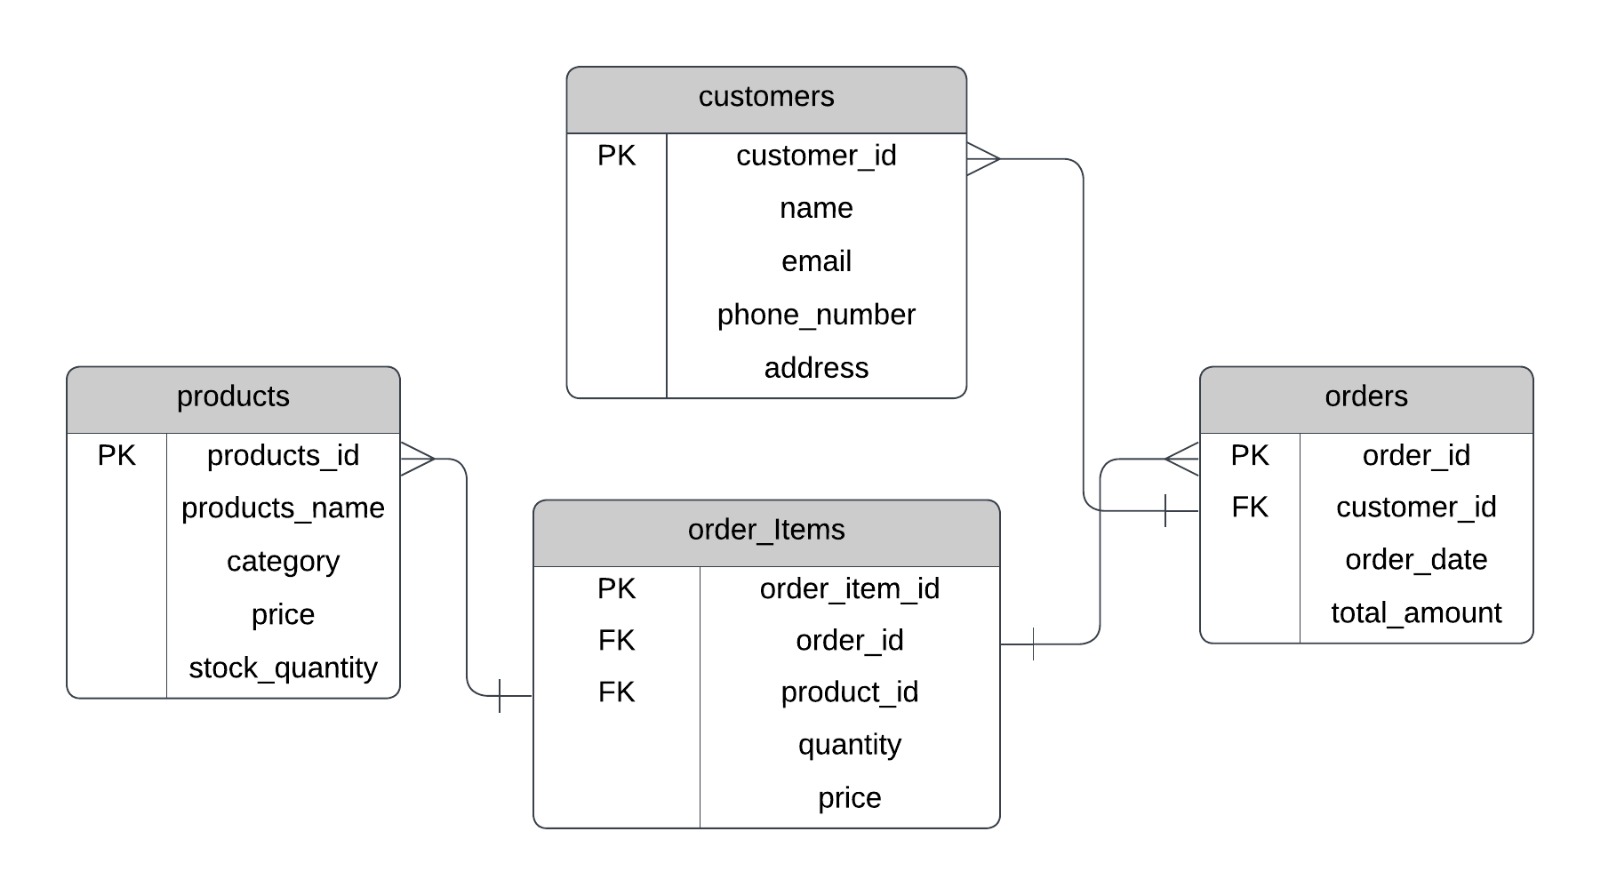 customers
PK customer_id
name
email
phone_number
address
products
PK products_id
products_name
category
price
stock_quantity
order_Items
PK order_item_id
FK order_id
FK product_id
quantity
price
orders
PK order_id
FK customer_id
order_date
total_amount